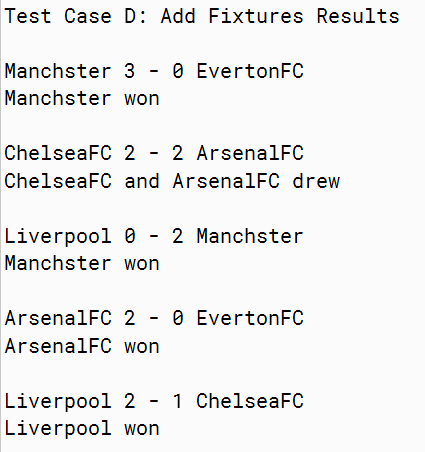 Test Case D: Add Fixtures Results
Manchster 3 - 0 EvertonFC
Manchster won
ChelseaFC 2 - 2 ArsenalFC
ChelseaFC and ArsenalFC drew
Liverpool 0 - 2 Manchster
Manchster won
ArsenalFC 2 - 0 EvertonFC
ArsenalFC won
Liverpool 2 - 1 ChelseaFC
Liverpool won